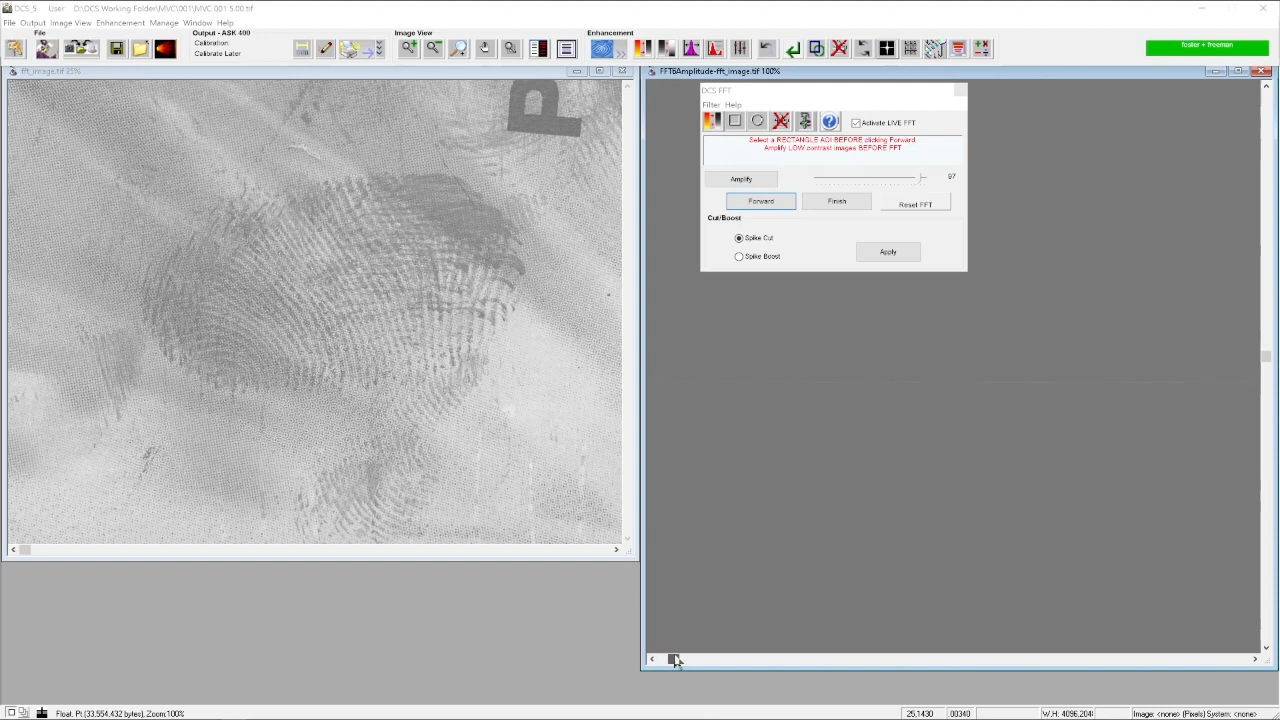 DCS_5 User D:\DCS Working Folder\MVC\001\MVC 001 5.00.tif
File Output Image View Enhancement Manage Window Help
File
Output - ASK 400
Image View
Enhancement
Calibration
Calibrate Later
foster + freeman
fft_image.tif 25%
FFT6Amplitude-fft_image.tif 100%
P
DCS FFT
Filter Help
Activate LIVE FFT
Select a RECTANGLE AOI BEFORE clicking Forward
Amplify LOW contrast images BEFORE FFT
Amplify
97
Forward
Finish
Reset FFT
Cut/Boost
Spike Cut
Spike Boost
Apply
Float. Pt.(33,554,432 bytes), Zoom:100%
25,1430
00340
W,H: 4096,204
Image: <none> (Pixels) System: <none>